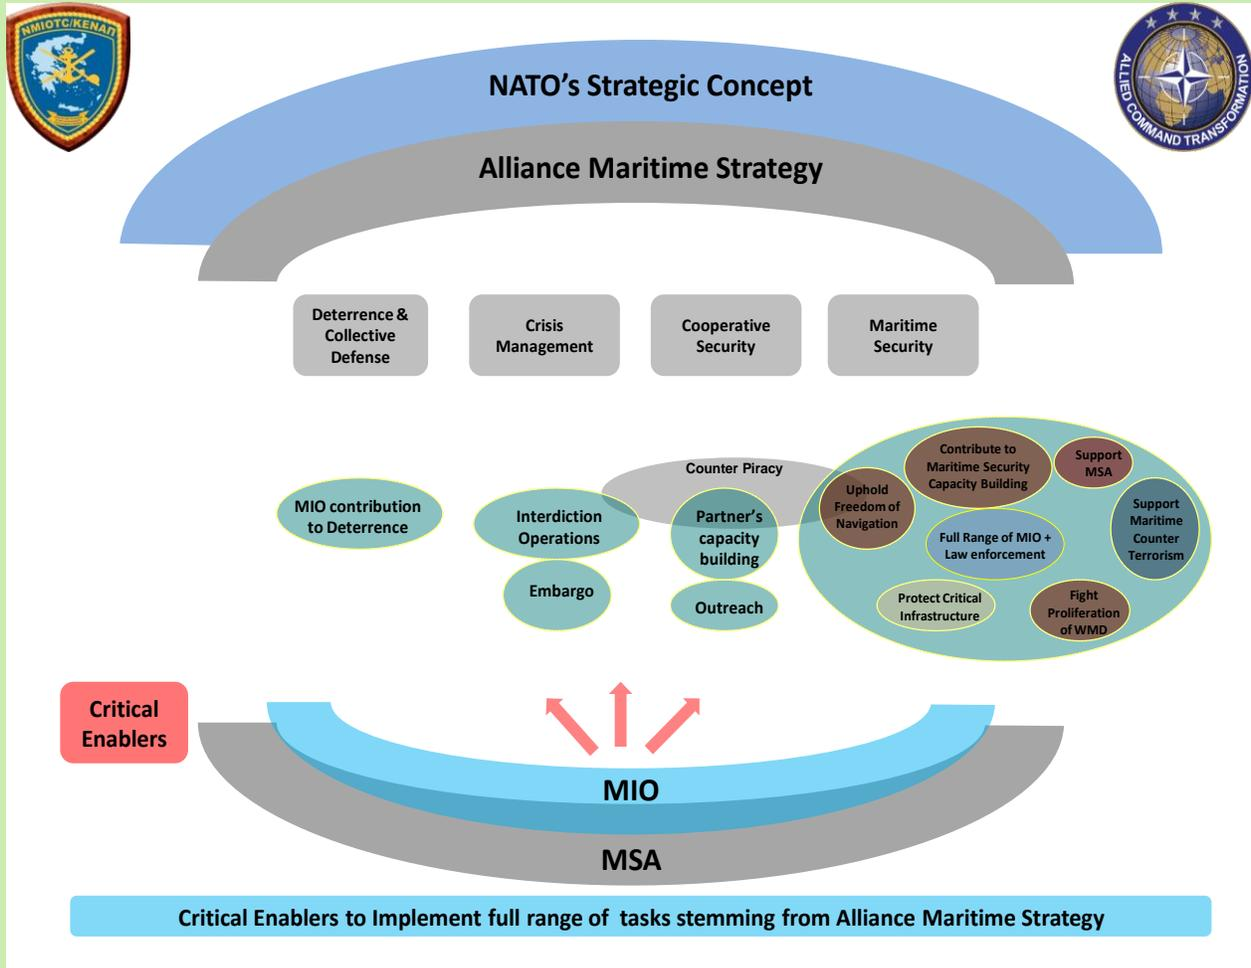 NMIOTC/ΚΕΝΑΠ
ALLIED COMMAND TRANSFORMATION
NATO's Strategic Concept
Alliance Maritime Strategy
Deterrence &
Collective
Defense
Crisis
Management
Cooperative
Security
Maritime
Security
MIO contribution
to Deterrence
Interdiction
Operations
Embargo
Counter Piracy
Partner's
capacity
building
Outreach
Uphold
Freedom of
Navigation
Contribute to
Maritime Security
Capacity Building
Support
MSA
Full Range of MIO +
Law enforcement
Support
Maritime
Counter
Terrorism
Protect Critical
Infrastructure
Fight
Proliferation
of WMD
Critical
Enablers
MIO
MSA
Critical Enablers to Implement full range of tasks stemming from Alliance Maritime Strategy